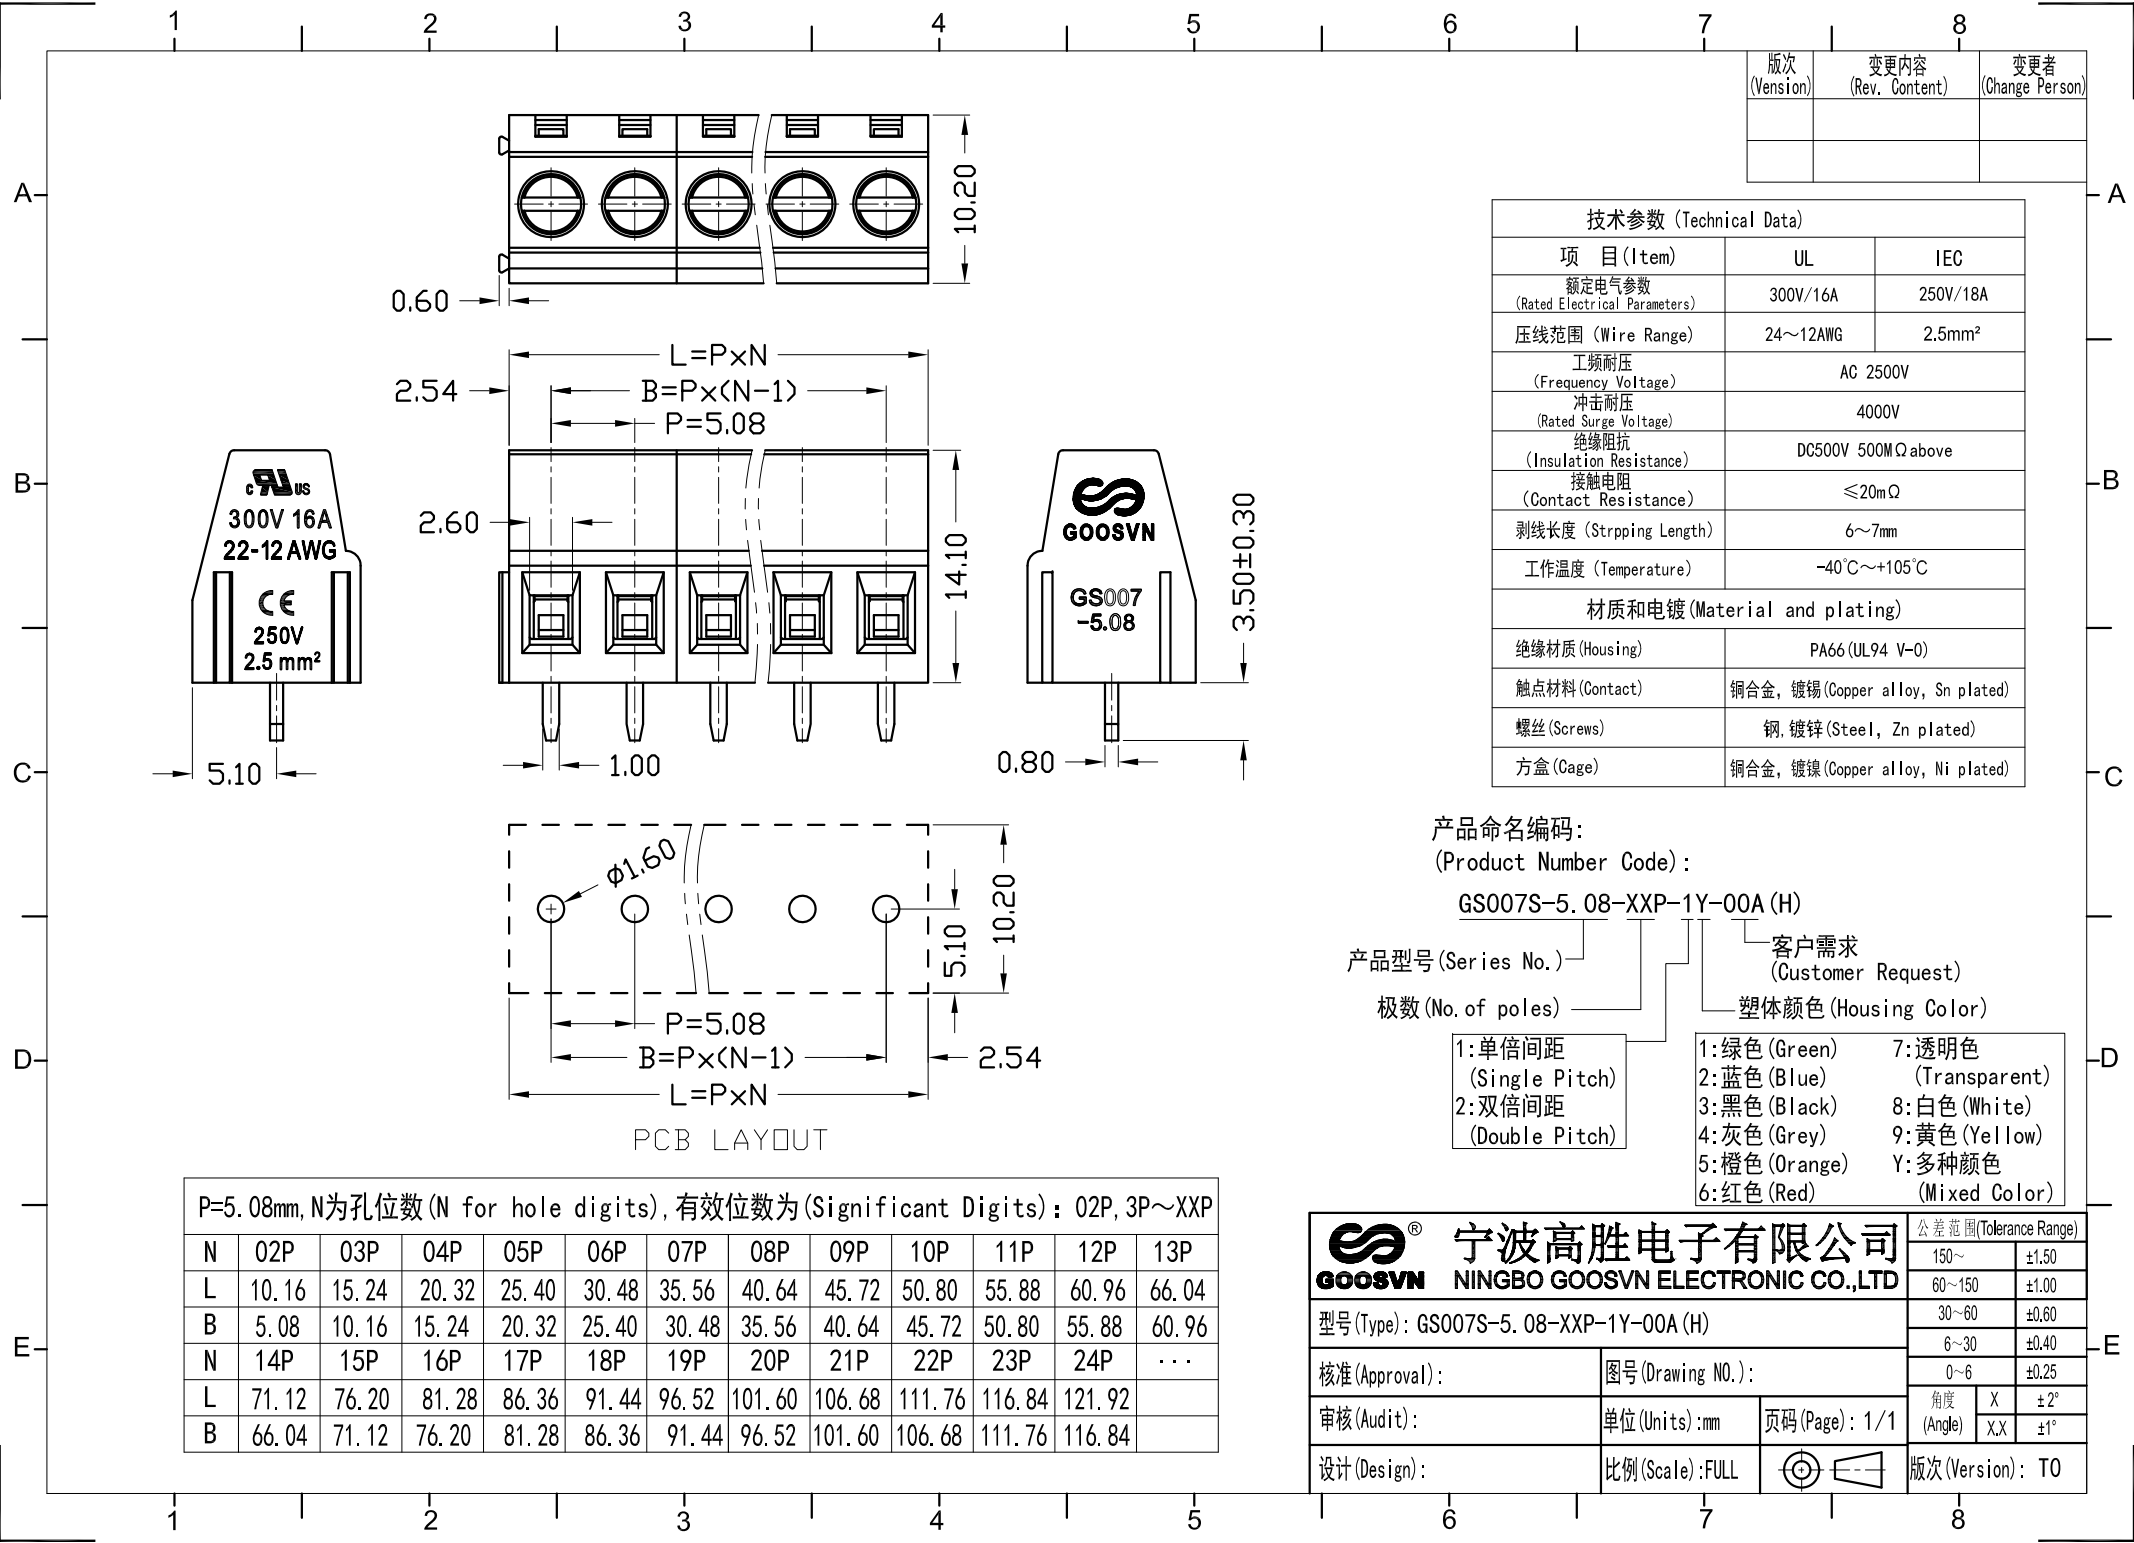 1 2 3 4 5 6 7 8
A
B
C
D
E
A
B
C
D
E
1 2 3 4 5 6 7 8
版次 变更内容 变更者
(Vension) (Rev. Content) (Change Person)
10.20
0.60
L=P×N
2.54
B=P×(N-1)
P=5.08
2.60
14.10
1.00
c US
300V 16A
22-12 AWG
CE
250V
2.5 mm²
5.10
GOOSVN
GS007
-5.08
3.50±0.30
0.80
ø1.60
5.10
10.20
P=5.08
B=P×(N-1)
2.54
L=P×N
PCB LAYOUT
技术参数 (Technical Data)
项 目(Item) UL IEC
额定电气参数
(Rated Electrical Parameters) 300V/16A 250V/18A
压线范围 (Wire Range) 24～12AWG 2.5mm²
工频耐压
(Frequency Voltage) AC 2500V
冲击耐压
(Rated Surge Voltage) 4000V
绝缘阻抗
(Insulation Resistance) DC500V 500MΩabove
接触电阻
(Contact Resistance) ≤20mΩ
剥线长度 (Strpping Length) 6～7mm
工作温度 (Temperature) -40℃～+105℃
材质和电镀(Material and plating)
绝缘材质(Housing) PA66(UL94 V-0)
触点材料(Contact) 铜合金, 镀锡(Copper alloy, Sn plated)
螺丝(Screws) 钢,镀锌(Steel, Zn plated)
方盒(Cage) 铜合金, 镀镍(Copper alloy, Ni plated)
产品命名编码:
(Product Number Code):
GS007S-5.08-XXP-1Y-00A(H)
客户需求
(Customer Request)
产品型号(Series No.)
极数(No.of poles)
塑体颜色(Housing Color)
1:单倍间距
(Single Pitch)
2:双倍间距
(Double Pitch)
1:绿色(Green)
2:蓝色(Blue)
3:黑色(Black)
4:灰色(Grey)
5:橙色(Orange)
6:红色(Red)
7:透明色
(Transparent)
8:白色(White)
9:黄色(Yellow)
Y:多种颜色
(Mixed Color)
P=5.08mm,N为孔位数(N for hole digits),有效位数为(Significant Digits): 02P,3P～XXP
N 02P 03P 04P 05P 06P 07P 08P 09P 10P 11P 12P 13P
L 10.16 15.24 20.32 25.40 30.48 35.56 40.64 45.72 50.80 55.88 60.96 66.04
B 5.08 10.16 15.24 20.32 25.40 30.48 35.56 40.64 45.72 50.80 55.88 60.96
N 14P 15P 16P 17P 18P 19P 20P 21P 22P 23P 24P ...
L 71.12 76.20 81.28 86.36 91.44 96.52 101.60 106.68 111.76 116.84 121.92
B 66.04 71.12 76.20 81.28 86.36 91.44 96.52 101.60 106.68 111.76 116.84
® 宁波高胜电子有限公司
GOOSVN NINGBO GOOSVN ELECTRONIC CO.,LTD
型号(Type): GS007S-5.08-XXP-1Y-00A(H)
核准(Approval): 图号(Drawing NO.):
审核(Audit): 单位(Units):mm 页码(Page): 1/1
设计(Design): 比例(Scale):FULL
公差范围(Tolerance Range)
150～ ±1.50
60～150 ±1.00
30～60 ±0.60
6～30 ±0.40
0～6 ±0.25
角度 X ±2°
(Angle) X.X ±1°
版次(Version): T0